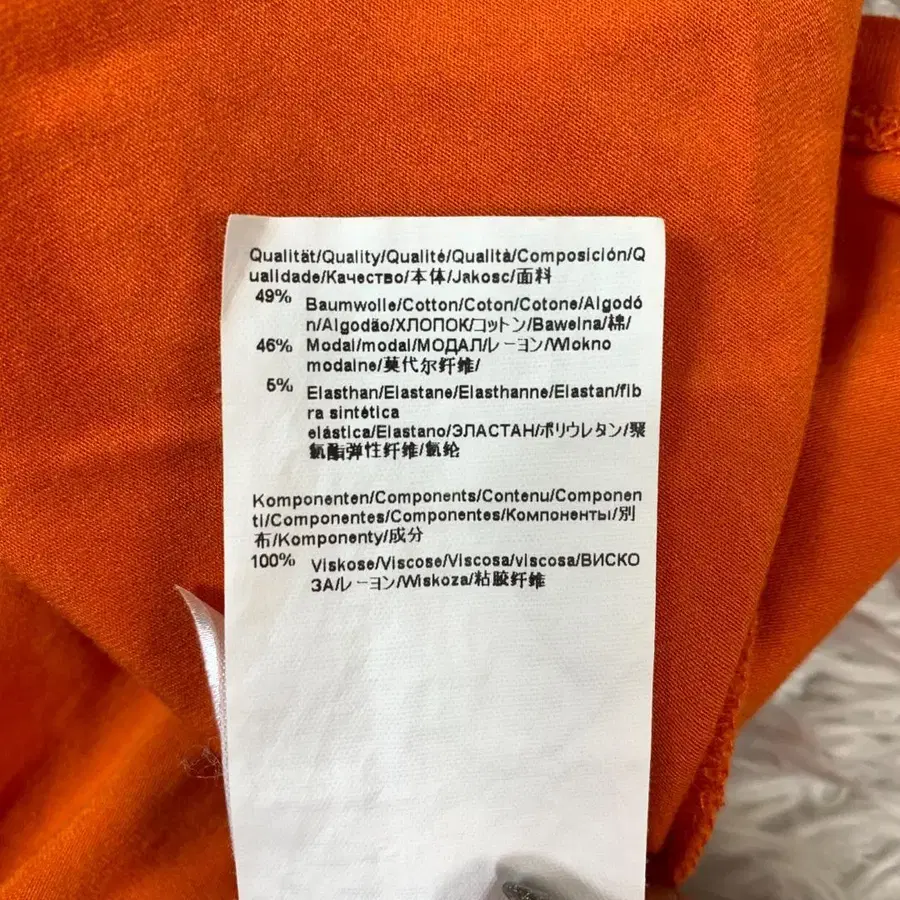 Qualität/Quality/Qualité/Qualità/Composición/Q
ualidade/Качество/本体/Jakosc/面料
49% Baumwolle/Cotton/Coton/Cotone/Algodó
n/Algodão/ХЛОПОК/コットン/Bawelna/棉/
46% Modal/modal/МОДАЛ/レーヨン/Wlokno
modalne/莫代尔纤维/
5% Elasthan/Elastane/Elasthanne/Elastan/fib
ra sintética
elástica/Elastano/ЭЛАСТАН/ポリウレタン/聚
氨酯弹性纤维/氨纶
Komponenten/Components/Contenu/Componen
ti/Componentes/Componentes/Компоненты/別
布/Komponenty/成分
100% Viskose/Viscose/Viscosa/viscosa/ВИСКО
ЗА/レーヨン/Wiskoza/粘胶纤维